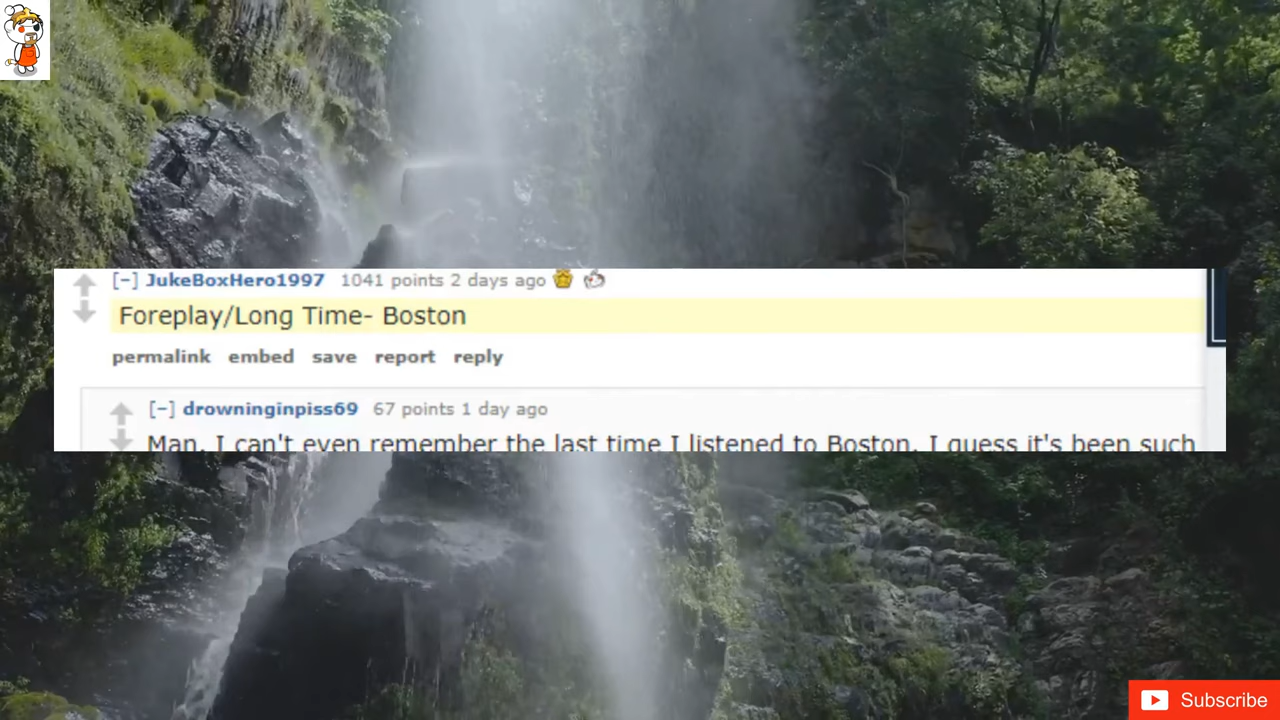 [–] JukeBoxHero1997 1041 points 2 days ago
Foreplay/Long Time- Boston
permalink embed save report reply
[–] drowninginpiss69 67 points 1 day ago
Man, I can't even remember the last time I listened to Boston. I guess it's been such
Subscribe